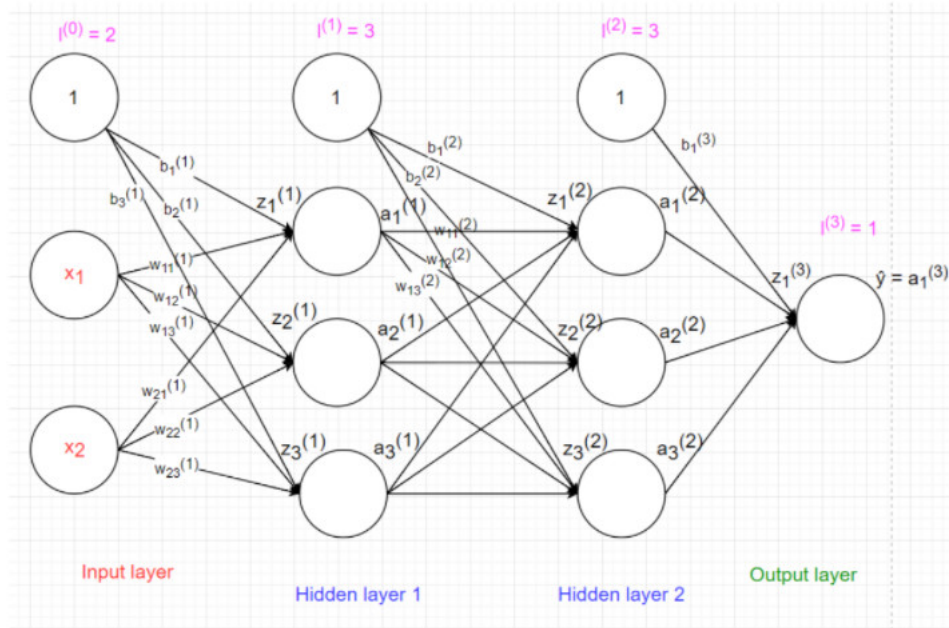 l(0) = 2
l(1) = 3
l(2) = 3
1
1
1
b1(1)
b2(1)
b3(1)
b1(2)
b2(2)
b1(3)
z1(1)
a1(1)
z1(2)
a1(2)
l(3) = 1
x1
w11(1)
w12(1)
w13(1)
w11(2)
w12(2)
w13(2)
z1(3)
ŷ = a1(3)
z2(1)
a2(1)
z2(2)
a2(2)
x2
w21(1)
w22(1)
w23(1)
z3(1)
a3(1)
z3(2)
a3(2)
Input layer
Hidden layer 1
Hidden layer 2
Output layer